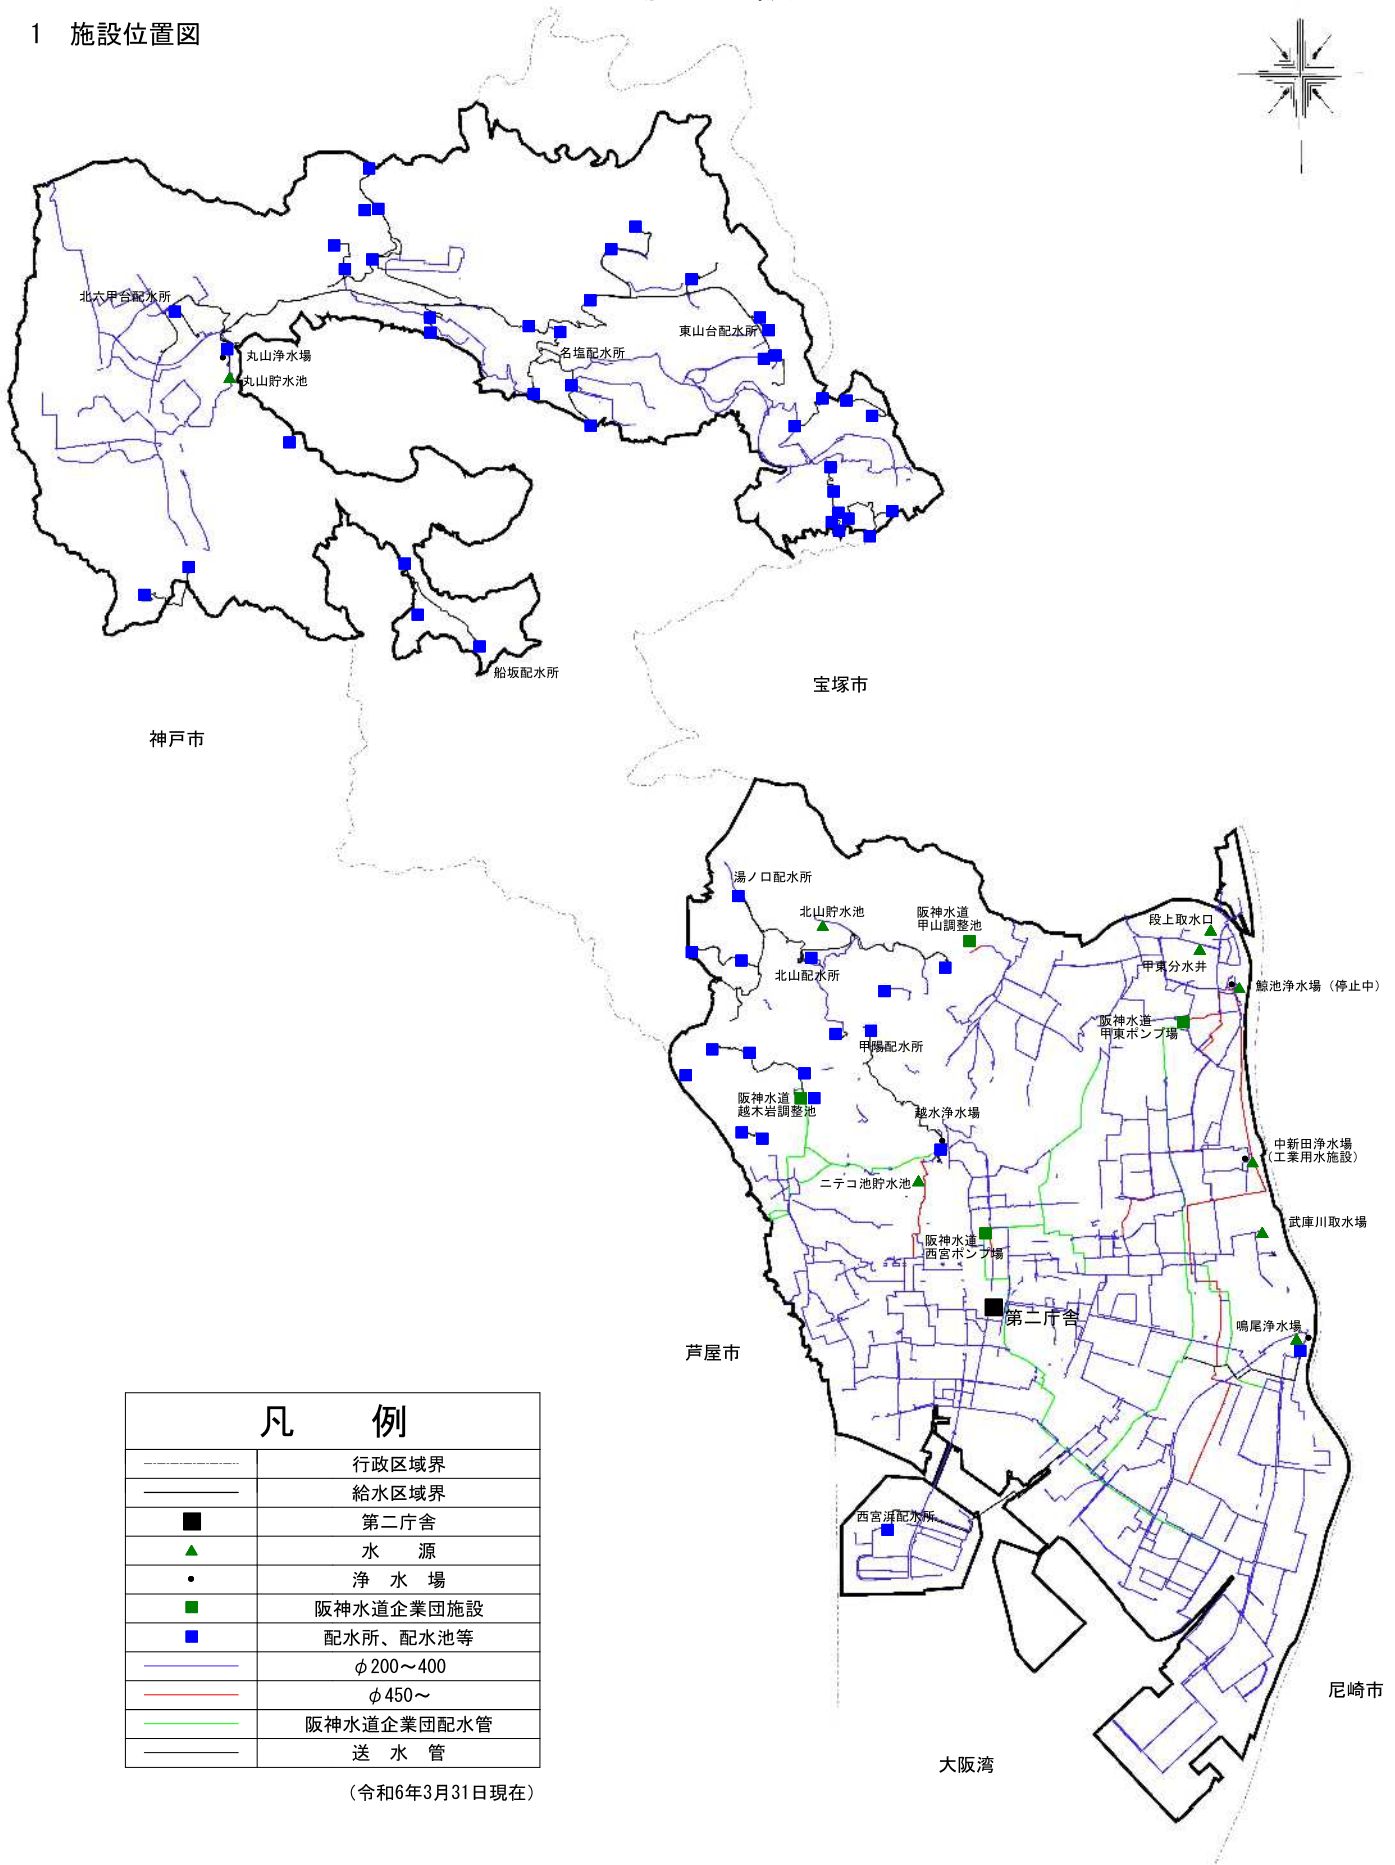 1 施設位置図
北六甲台配水所
丸山浄水場
丸山貯水池
東山台配水所
名塩配水所
船坂配水所
宝塚市
神戸市
湯ノ口配水所
北山貯水池
阪神水道
甲山調整池
段上取水口
北山配水所
甲東分水井
鯨池浄水場（停止中）
阪神水道
甲東ポンプ場
甲陽配水所
阪神水道
越木岩調整池
越水浄水場
中新田浄水場
（工業用水施設）
ニテコ池貯水池
武庫川取水場
阪神水道
西宮ポンプ場
第二庁舎
鳴尾浄水場
芦屋市
西宮浜配水所
尼崎市
大阪湾
凡 例
行政区域界
給水区域界
第二庁舎
水 源
浄 水 場
阪神水道企業団施設
配水所、配水池等
φ200～400
φ450～
阪神水道企業団配水管
送 水 管
（令和6年3月31日現在）